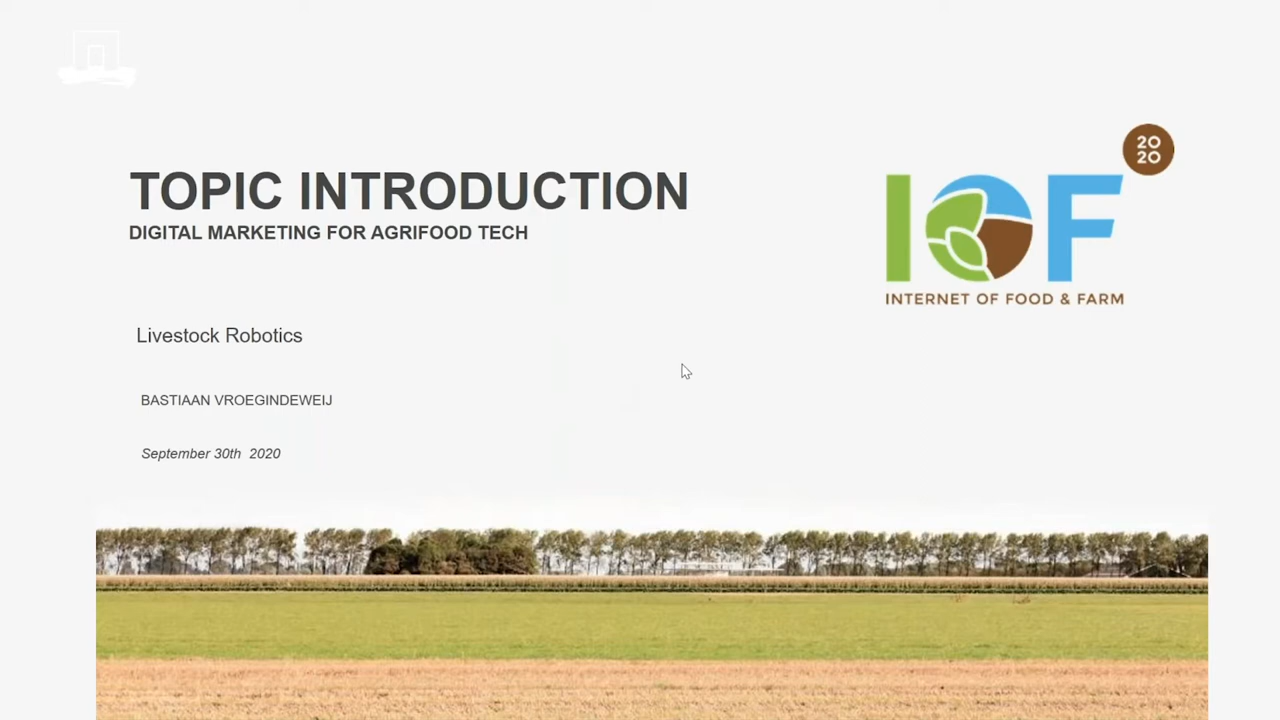 TOPIC INTRODUCTION
DIGITAL MARKETING FOR AGRIFOOD TECH
20
20
IOF
INTERNET OF FOOD & FARM
Livestock Robotics
BASTIAAN VROEGINDEWEIJ
September 30th  2020